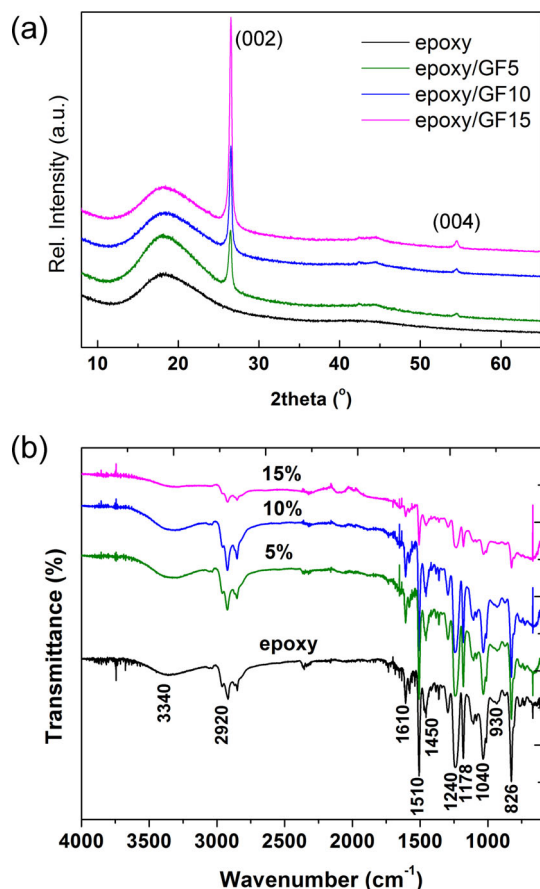 (a)
(002)
epoxy
epoxy/GF5
epoxy/GF10
epoxy/GF15
(004)
Rel. Intensity (a.u.)
10 20 30 40 50 60
2theta (°)
(b)
15%
10%
5%
epoxy
Transmittance (%)
3340
2920
1610
1510
1450
1240
1178
1040
930
826
4000 3500 3000 2500 2000 1500 1000
Wavenumber (cm⁻¹)